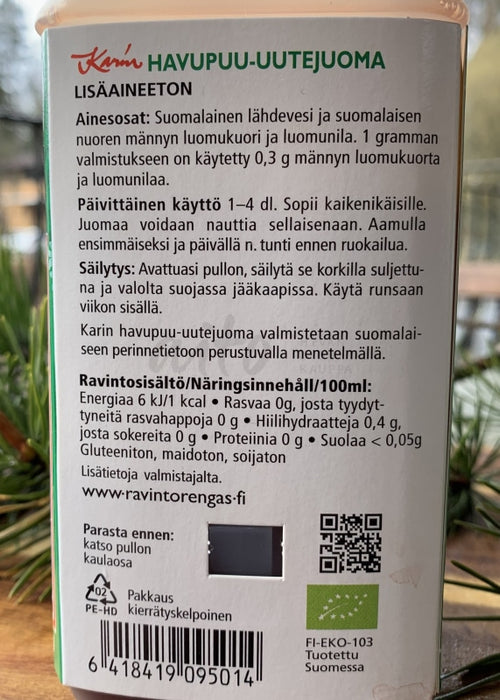 Karin HAVUPUU-UUTEJUOMA
LISÄAINEETON
Ainesosat: Suomalainen lähdevesi ja suomalaisen
nuoren männyn luomukuori ja luomunila. 1 gramman
valmistukseen on käytetty 0,3 g männyn luomukuorta
ja luomunilaa.
Päivittäinen käyttö 1–4 dl. Sopii kaikenikäisille.
Juomaa voidaan nauttia sellaisenaan. Aamulla
ensimmäiseksi ja päivällä n. tunti ennen ruokailua.
Säilytys: Avattuasi pullon, säilytä se korkilla suljettu-
na ja valolta suojassa jääkaapissa. Käytä runsaan
viikon sisällä.
Karin havupuu-uutejuoma valmistetaan suomalai-
seen perinnetietoon perustuvalla menetelmällä.
KAUPPA
Ravintosisältö/Näringsinnehåll/100ml:
Energiaa 6 kJ/1 kcal • Rasvaa 0g, josta tyydyt-
tyneitä rasvahappoja 0 g • Hiilihydraatteja 0,4 g,
josta sokereita 0 g • Proteiinia 0 g • Suolaa < 0,05g
Gluteeniton, maidoton, soijaton
Lisätietoja valmistajalta.
www.ravintorengas.fi
Parasta ennen:
katso pullon
kaulaosa
02
PE-HD
Pakkaus
kierrätyskelpoinen
FI-EKO-103
Tuotettu
Suomessa
6 418419 095014